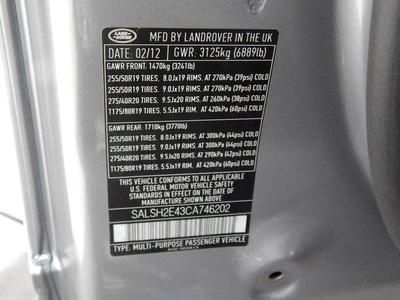 LAND ROVER
MFD BY LANDROVER IN THE UK
DATE: 02/12 GWR: 3125kg (6889lb)
GAWR FRONT: 1470kg (3241lb)
255/50R19 TIRES, 8.0Jx19 RIMS, AT 270kPa (39psi) COLD
255/50R19 TIRES, 9.0Jx19 RIMS, AT 270kPa (39psi) COLD
275/40R20 TIRES, 9.5Jx20 RIMS, AT 260kPa (38psi) COLD
T175/80R19 TIRES, 5.5Jx19 RIM, AT 420kPa (60psi) COLD
GAWR REAR: 1710kg (3770lb)
255/50R19 TIRES, 8.0Jx19 RIMS, AT 300kPa (44psi) COLD
255/50R19 TIRES, 9.0Jx19 RIMS, AT 300kPa (44psi) COLD
275/40R20 TIRES, 9.5Jx20 RIMS, AT 290kPa (42psi) COLD
T175/80R19 TIRES, 5.5Jx19 RIM, AT 420kPa (60psi) COLD
THIS VEHICLE CONFORMS TO ALL APPLICABLE
U.S. FEDERAL MOTOR VEHICLE SAFETY
STANDARDS IN EFFECT ON THE DATE OF
MANUFACTURING SHOWN ABOVE
SALSH2E43CA746202
TYPE: MULTI-PURPOSE PASSENGER VEHICLE